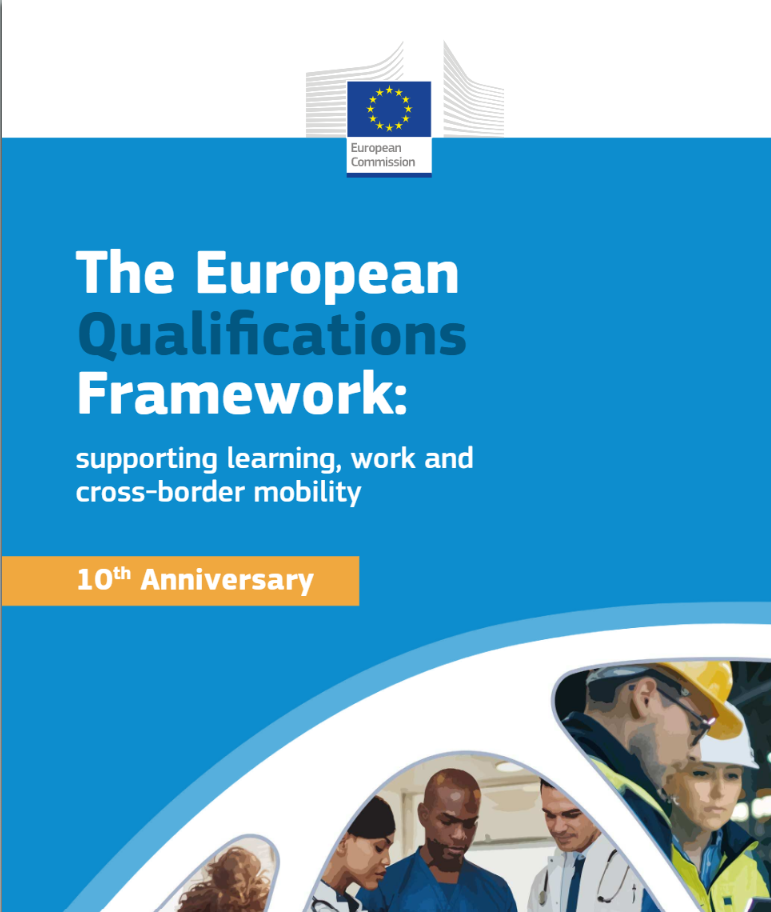 European
Commission
The European
Qualifications
Framework:
supporting learning, work and
cross-border mobility
10th Anniversary